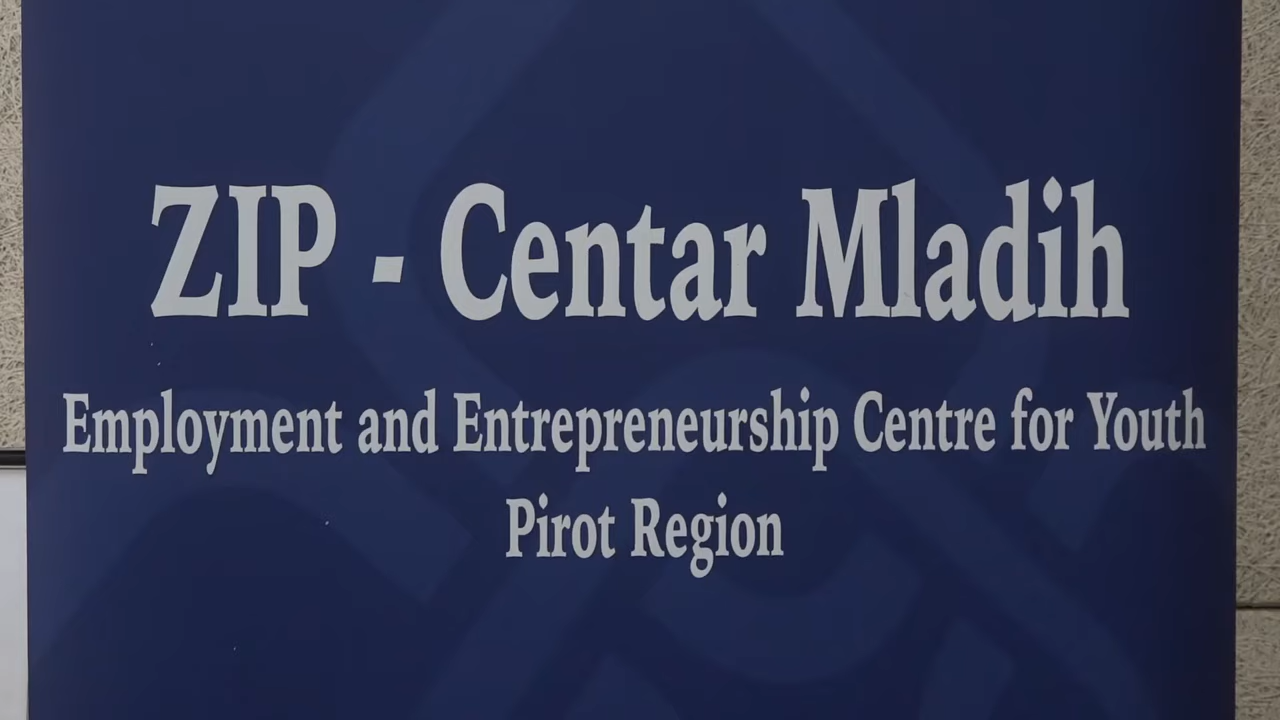 ZIP - Centar Mladih
Employment and Entrepreneurship Centre for Youth
Pirot Region